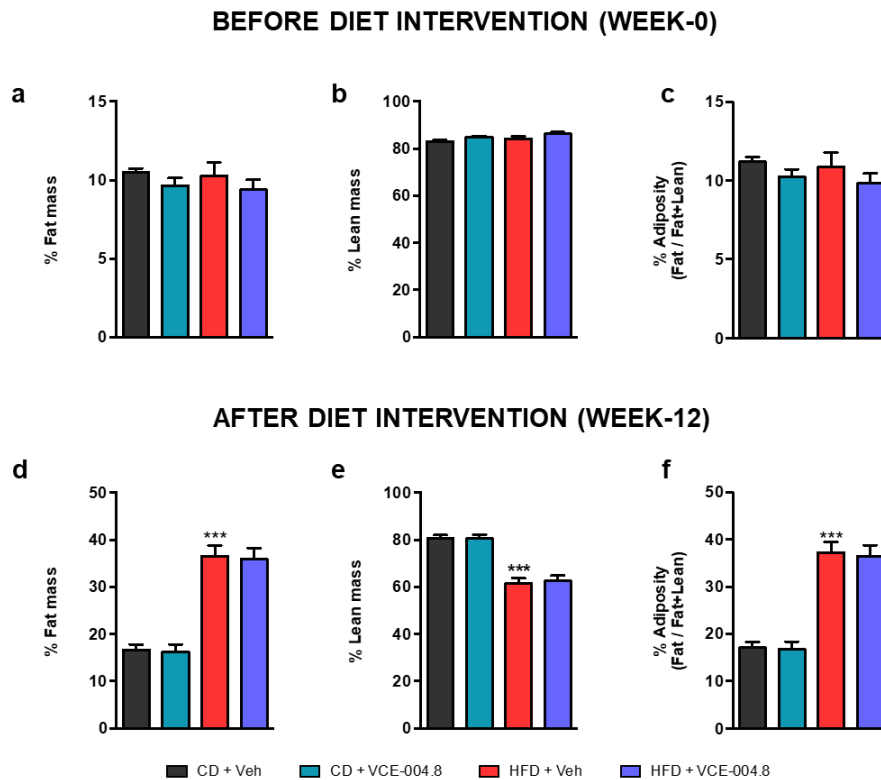 BEFORE DIET INTERVENTION (WEEK-0)
a
b
c
% Fat mass
15
10
5
0
% Lean mass
100
80
60
40
20
0
% Adiposity
(Fat / Fat+Lean)
15
10
5
0
AFTER DIET INTERVENTION (WEEK-12)
d
e
f
% Fat mass
50
40
30
20
10
0
***
% Lean mass
100
80
60
40
20
0
***
% Adiposity
(Fat / Fat+Lean)
50
40
30
20
10
0
***
CD + Veh
CD + VCE-004.8
HFD + Veh
HFD + VCE-004.8